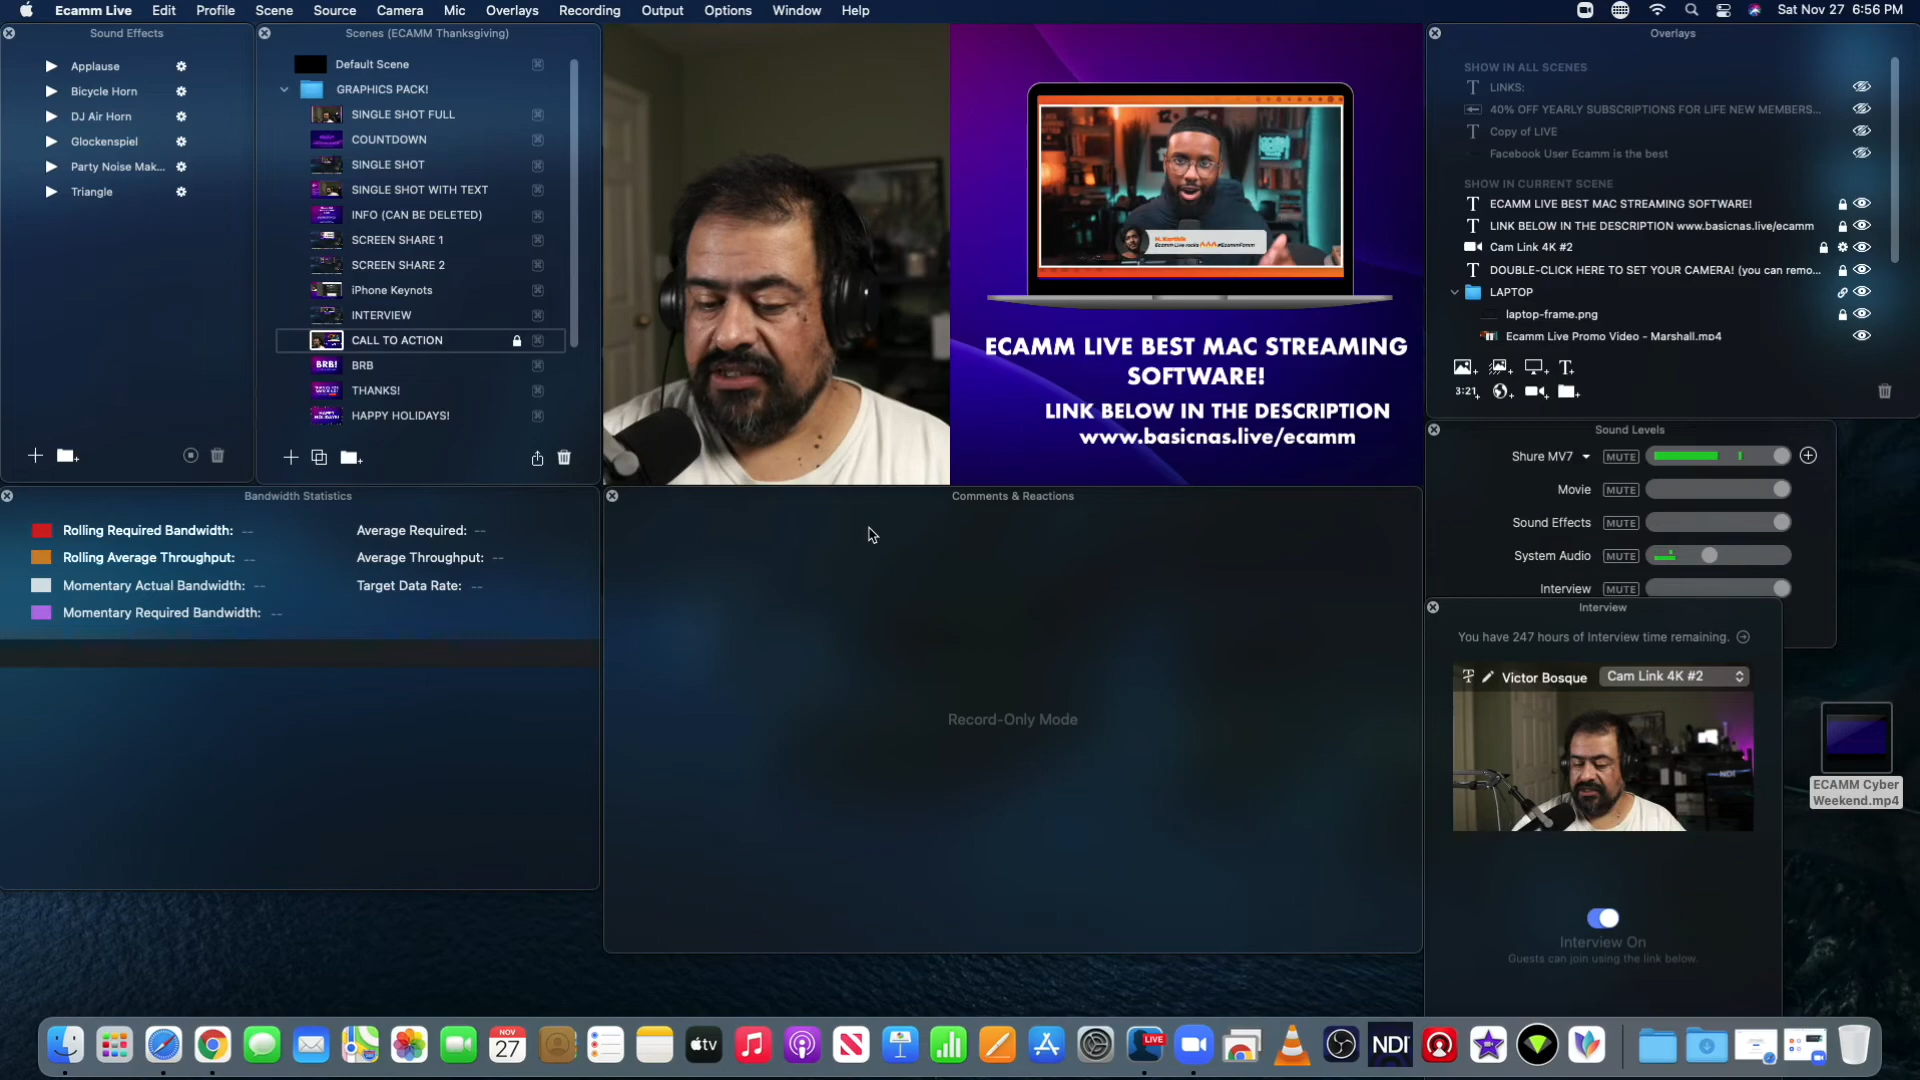 Ecamm Live Edit Profile Scene Source Camera Mic Overlays Recording Output Options Window Help
Sat Nov 27 6:56 PM
Sound Effects
Applause
Bicycle Horn
DJ Air Horn
Glockenspiel
Party Noise Mak...
Triangle
Scenes (ECAMM Thanksgiving)
Default Scene
GRAPHICS PACK!
SINGLE SHOT FULL
COUNTDOWN
SINGLE SHOT
SINGLE SHOT WITH TEXT
INFO (CAN BE DELETED)
SCREEN SHARE 1
SCREEN SHARE 2
iPhone Keynots
INTERVIEW
CALL TO ACTION
BRB
THANKS!
HAPPY HOLIDAYS!
ECAMM LIVE BEST MAC STREAMING
SOFTWARE!
LINK BELOW IN THE DESCRIPTION
www.basicnas.live/ecamm
Overlays
SHOW IN ALL SCENES
LINKS:
40% OFF YEARLY SUBSCRIPTIONS FOR LIFE NEW MEMBERS...
Copy of LIVE
Facebook User Ecamm is the best
SHOW IN CURRENT SCENE
ECAMM LIVE BEST MAC STREAMING SOFTWARE!
LINK BELOW IN THE DESCRIPTION www.basicnas.live/ecamm
Cam Link 4K #2
DOUBLE-CLICK HERE TO SET YOUR CAMERA! (you can remo...
LAPTOP
laptop-frame.png
Ecamm Live Promo Video - Marshall.mp4
3:21
Sound Levels
Shure MV7 MUTE
Movie MUTE
Sound Effects MUTE
System Audio MUTE
Interview MUTE
Bandwidth Statistics
Rolling Required Bandwidth: --
Rolling Average Throughput: --
Momentary Actual Bandwidth: --
Momentary Required Bandwidth: --
Average Required: --
Average Throughput: --
Target Data Rate: --
Comments & Reactions
Record-Only Mode
Interview
You have 247 hours of Interview time remaining.
Victor Bosque Cam Link 4K #2
Interview On
Guests can join using the link below.
ECAMM Cyber
Weekend.mp4
NOV
27
tv
LIVE
NDI